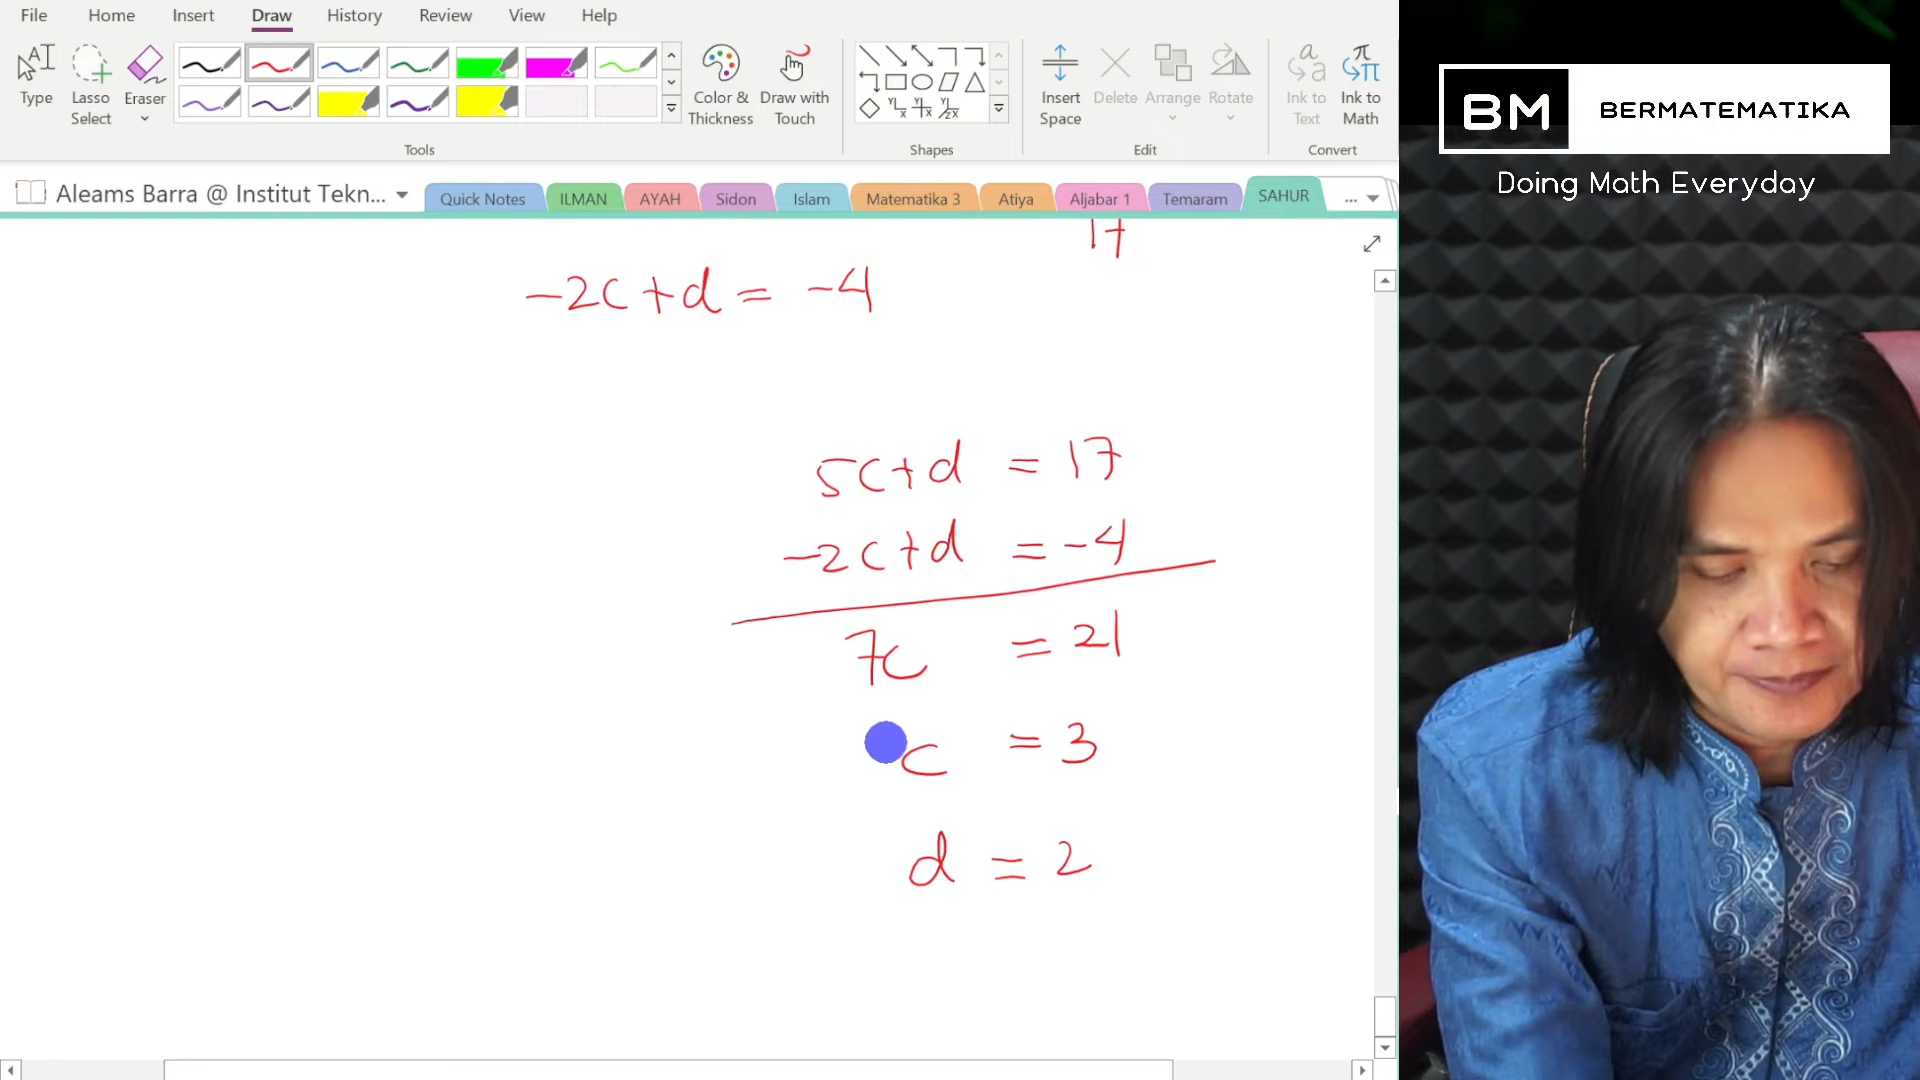 File Home Insert Draw History Review View Help
Type
Lasso Select
Eraser
Color & Thickness
Draw with Touch
Insert Space
Delete
Arrange
Rotate
Ink to Text
Ink to Math
Tools Shapes Edit Convert
BM BERMATEMATIKA
Doing Math Everyday
Aleams Barra @ Institut Tekn... Quick Notes ILMAN AYAH Sidon Islam Matematika 3 Atiya Aljabar 1 Temaram SAHUR ...
17
-2c+d = -4
5c+d = 17
-2c+d = -4
7c = 21
c = 3
d = 2